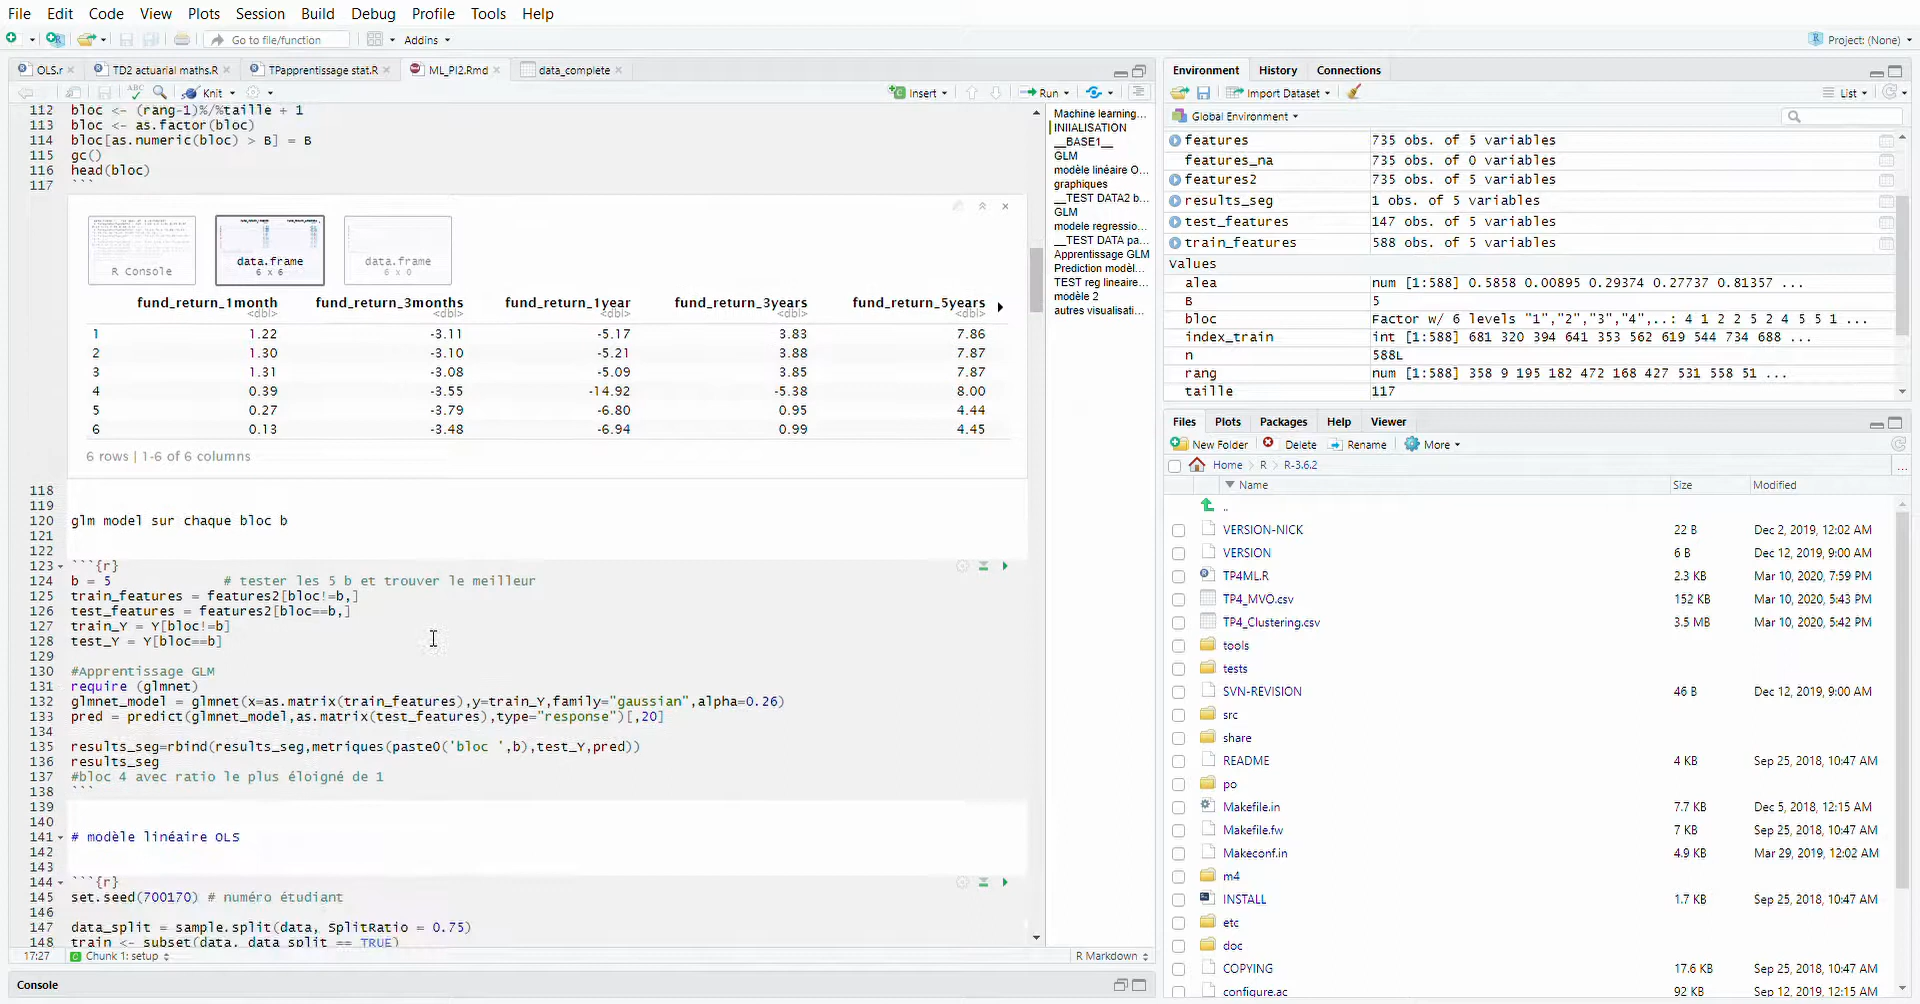 File Edit Code View Plots Session Build Debug Profile Tools Help
Go to file/function Addins Project: (None)
OLS.r TD2 actuarial maths.R TPapprentissage stat.R ML_PI2.Rmd data_complete
ABC Knit Insert Run
112 bloc <- (rang-1)%/%taille + 1
113 bloc <- as.factor(bloc)
114 bloc[as.numeric(bloc) > B] = B
115 gc()
116 head(bloc)
117 ```
R Console
data.frame
6 x 6
data.frame
6 x 0
fund_return_1month fund_return_3months fund_return_1year fund_return_3years fund_return_5years
<dbl> <dbl> <dbl> <dbl> <dbl>
1 1.22 -3.11 -5.17 3.83 7.86
2 1.30 -3.10 -5.21 3.88 7.87
3 1.31 -3.08 -5.09 3.85 7.87
4 0.39 -3.55 -14.92 -5.38 8.00
5 0.27 -3.79 -6.80 0.95 4.44
6 0.13 -3.48 -6.94 0.99 4.45
6 rows | 1-6 of 6 columns
118
119
120 glm model sur chaque bloc b
121
122
123 ```{r}
124 b = 5 # tester les 5 b et trouver le meilleur
125 train_features = features2[bloc!=b,]
126 test_features = features2[bloc==b,]
127 train_Y = Y[bloc!=b]
128 test_Y = Y[bloc==b]
129
130 #Apprentissage GLM
131 require (glmnet)
132 glmnet_model = glmnet(x=as.matrix(train_features),y=train_Y,family="gaussian",alpha=0.26)
133 pred = predict(glmnet_model,as.matrix(test_features),type="response")[,20]
134
135 results_seg=rbind(results_seg,metriques(paste0('bloc ',b),test_Y,pred))
136 results_seg
137 #bloc 4 avec ratio le plus éloigné de 1
138 ```
139
140
141 # modèle linéaire OLS
142
143
144 ```{r}
145 set.seed(700170) # numéro étudiant
146
147 data_split = sample.split(data, SplitRatio = 0.75)
148 train <- subset(data, data_split == TRUE)
17:27 Chunk 1: setup R Markdown
Console
Machine learning...
INIIALISATION
__BASE1__
GLM
modèle linéaire O...
graphiques
__TEST DATA2 b...
GLM
modele regressio...
__TEST DATA pa...
Apprentissage GLM
Prediction modèl...
TEST reg lineaire...
modèle 2
autres visualisati...
Environment History Connections
Import Dataset List
Global Environment
features 735 obs. of 5 variables
features_na 735 obs. of 0 variables
features2 735 obs. of 5 variables
results_seg 1 obs. of 5 variables
test_features 147 obs. of 5 variables
train_features 588 obs. of 5 variables
Values
alea num [1:588] 0.5858 0.00895 0.29374 0.27737 0.81357 ...
B 5
bloc Factor w/ 6 levels "1","2","3","4",..: 4 1 2 2 5 2 4 5 5 1 ...
index_train int [1:588] 681 320 394 641 353 562 619 544 734 688 ...
n 588L
rang num [1:588] 358 9 195 182 472 168 427 531 558 51 ...
taille 117
Files Plots Packages Help Viewer
New Folder Delete Rename More
Home R R-3.6.2 ...
Name Size Modified
..
VERSION-NICK 22 B Dec 2, 2019, 12:02 AM
VERSION 6 B Dec 12, 2019, 9:00 AM
TP4ML.R 2.3 KB Mar 10, 2020, 7:59 PM
TP4_MVO.csv 152 KB Mar 10, 2020, 5:43 PM
TP4_Clustering.csv 3.5 MB Mar 10, 2020, 5:42 PM
tools
tests
SVN-REVISION 46 B Dec 12, 2019, 9:00 AM
src
share
README 4 KB Sep 25, 2018, 10:47 AM
po
Makefile.in 7.7 KB Dec 5, 2018, 12:15 AM
Makefile.fw 7 KB Sep 25, 2018, 10:47 AM
Makeconf.in 4.9 KB Mar 29, 2019, 12:02 AM
m4
INSTALL 1.7 KB Sep 25, 2018, 10:47 AM
etc
doc
COPYING 17.6 KB Sep 25, 2018, 10:47 AM
configure.ac 92 KB Sep 12, 2019, 12:15 AM